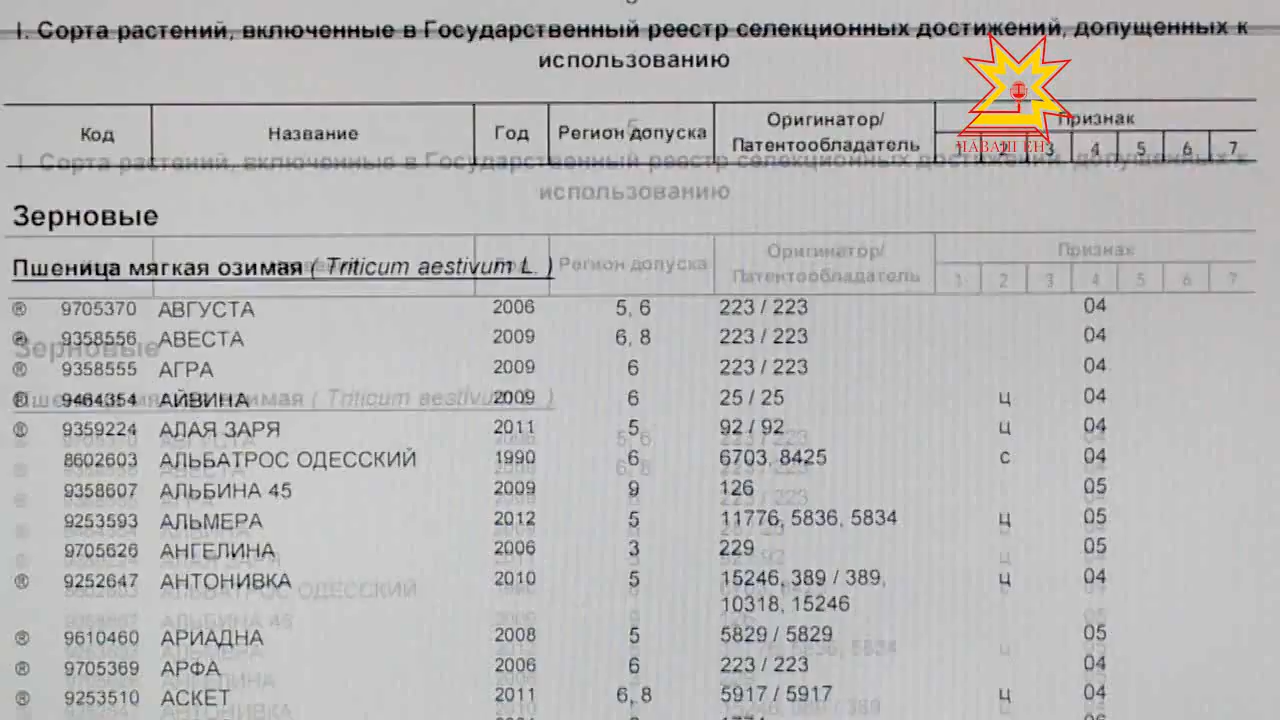 I. Сорта растений, включенные в Государственный реестр селекционных достижений, допущенных к
использованию
Код Название Год Регион допуска Оригинатор/ Патентообладатель Признак
1 2 3 4 5 6 7
Зерновые
Пшеница мягкая озимая ( Triticum aestivum L. )
® 9705370 АВГУСТА 2006 5, 6 223 / 223 04
® 9358556 АВЕСТА 2009 6, 8 223 / 223 04
® 9358555 АГРА 2009 6 223 / 223 04
® 9464354 АЙВИНА 2009 6 25 / 25 ц 04
® 9359224 АЛАЯ ЗАРЯ 2011 5 92 / 92 ц 04
8602603 АЛЬБАТРОС ОДЕССКИЙ 1990 6 6703, 8425 с 04
9358607 АЛЬБИНА 45 2009 9 126 05
9253593 АЛЬМЕРА 2012 5 11776, 5836, 5834 ц 05
9705626 АНГЕЛИНА 2006 3 229 05
® 9252647 АНТОНИВКА 2010 5 15246, 389 / 389, ц 04
10318, 15246
® 9610460 АРИАДНА 2008 5 5829 / 5829 05
® 9705369 АРФА 2006 6 223 / 223 04
® 9253510 АСКЕТ 2011 6, 8 5917 / 5917 ц 04